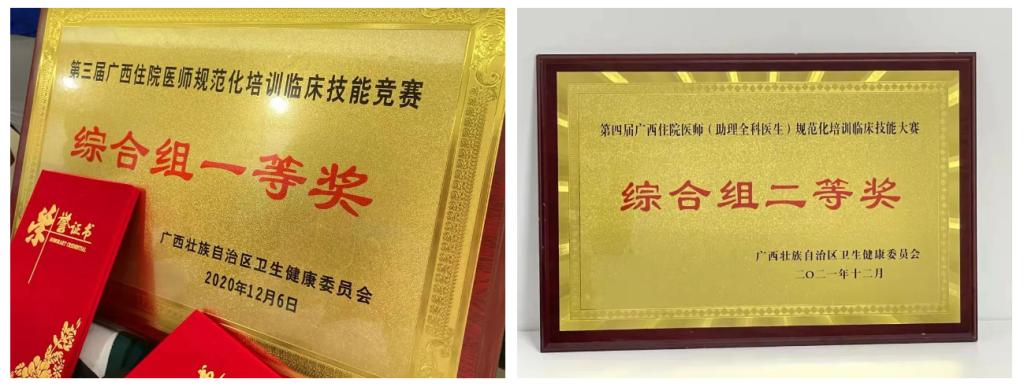 第三届广西住院医师规范化培训临床技能竞赛
综合组一等奖
广西壮族自治区卫生健康委员会
2020年12月6日
荣誉证书
第四届广西住院医师（助理全科医生）规范化培训临床技能大赛
综合组二等奖
广西壮族自治区卫生健康委员会
二〇二一年十二月